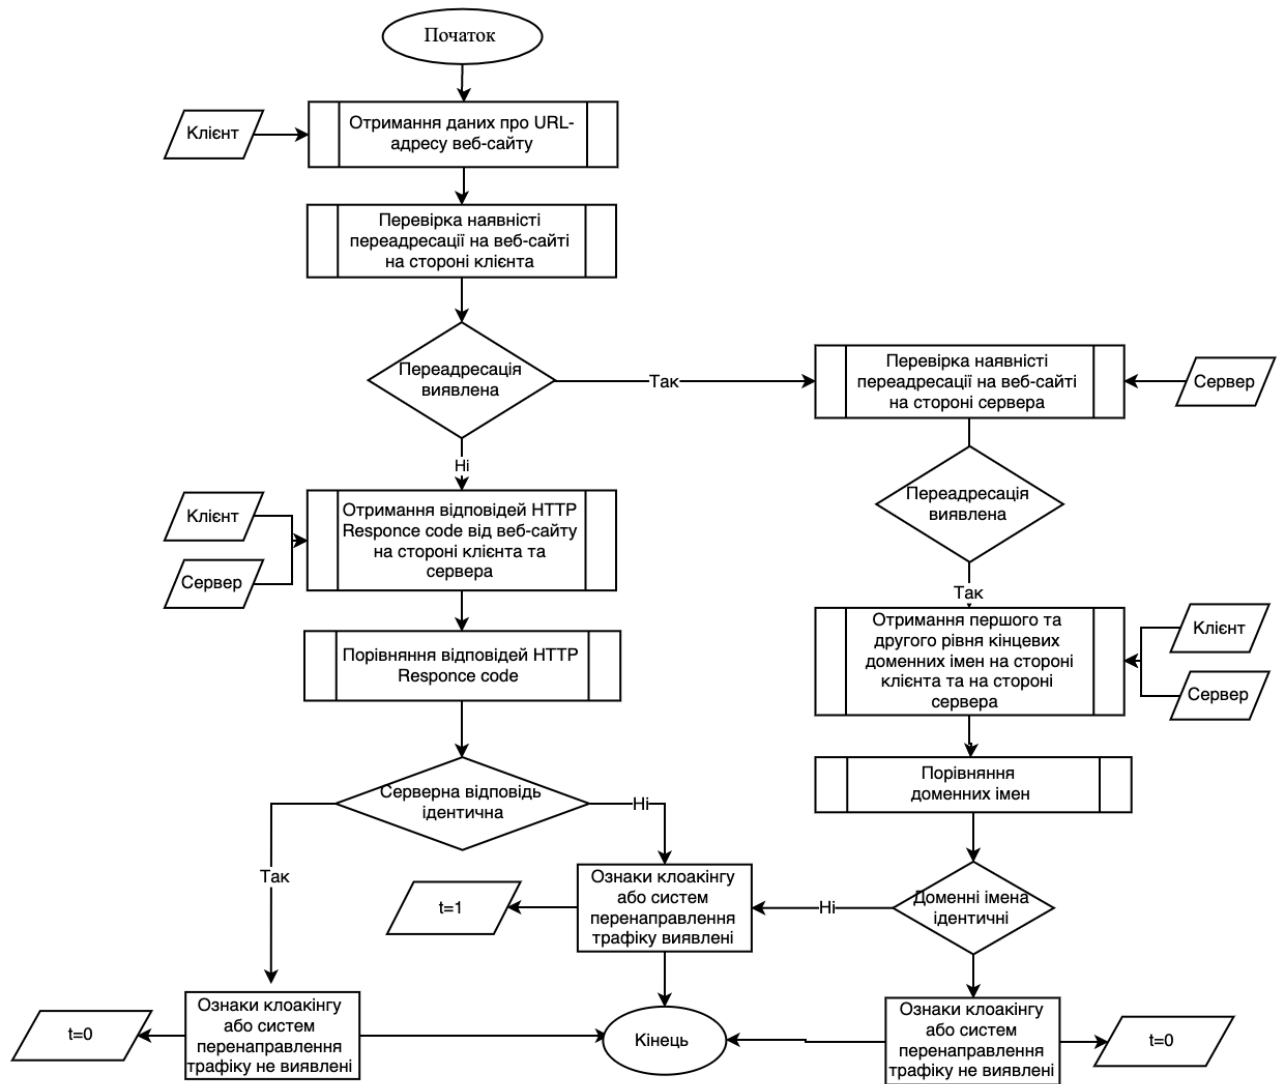 Початок
Клієнт
Отримання даних про URL-
адресу веб-сайту
Перевірка наявністі
переадресації на веб-сайті
на стороні клієнта
Переадресація
виявлена
Так
Перевірка наявністі
переадресації на веб-сайті
на стороні сервера
Сервер
Ні
Переадресація
виявлена
Клієнт
Сервер
Отримання відповідей HTTP
Responce code від веб-сайту
на стороні клієнта та
сервера
Так
Отримання першого та
другого рівня кінцевих
доменних імен на стороні
клієнта та на стороні
сервера
Клієнт
Сервер
Порівняння відповідей HTTP
Responce code
Порівняння
доменних імен
Серверна відповідь
ідентична
Ні
Так
t=1
Ознаки клоакінгу
або систем
перенаправлення
трафіку виявлені
Ні
Доменні імена
ідентичні
t=0
Ознаки клоакінгу
або систем
перенаправлення
трафіку не виявлені
Кінець
Ознаки клоакінгу
або систем
перенаправлення
трафіку не виявлені
t=0